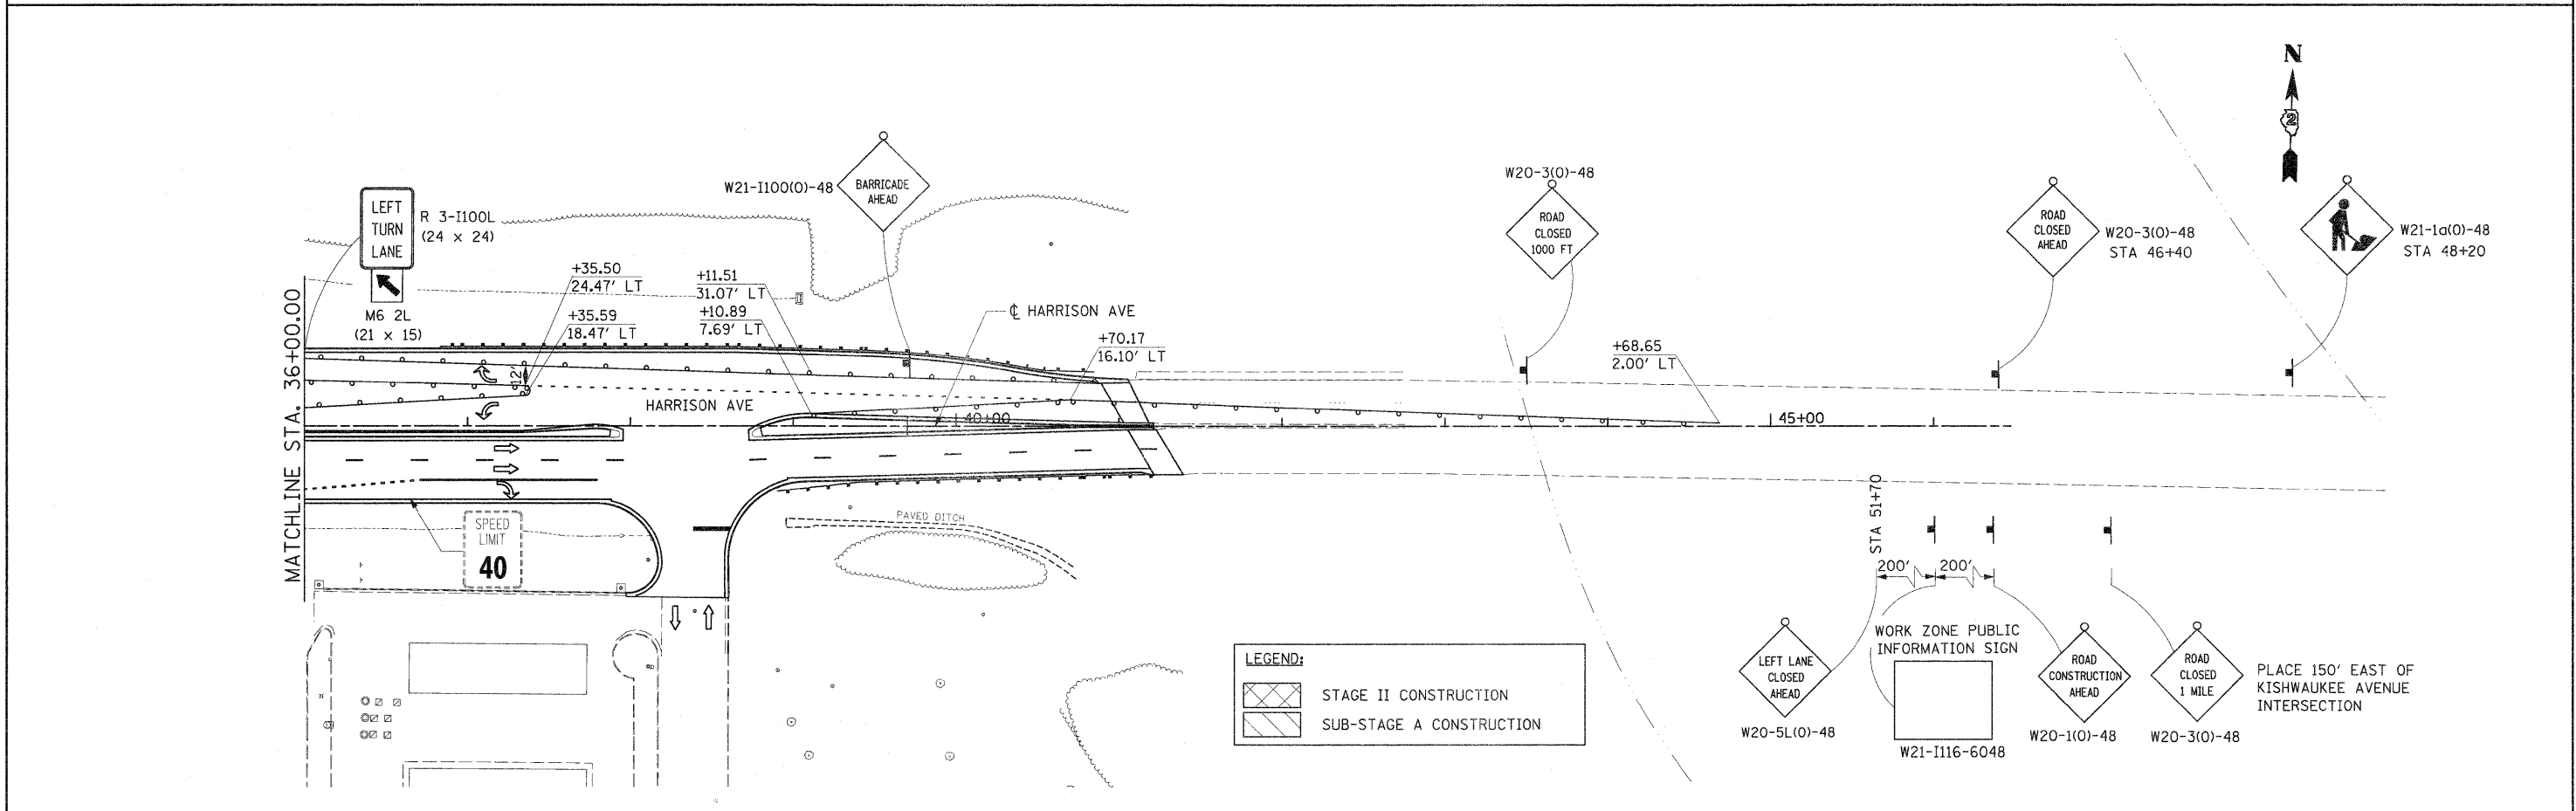 N
2
W21-I100(O)-48
BARRICADE
AHEAD
W20-3(O)-48
ROAD
CLOSED
1000 FT
ROAD
CLOSED
AHEAD
W20-3(O)-48
STA 46+40
W21-1a(O)-48
STA 48+20
LEFT
TURN
LANE
R 3-I100L
(24 x 24)
M6 2L
(21 x 15)
+35.50
24.47' LT
+35.59
18.47' LT
+11.51
31.07' LT
+10.89
7.69' LT
℄ HARRISON AVE
+70.17
16.10' LT
+68.65
2.00' LT
12'
HARRISON AVE
40+00
45+00
MATCHLINE STA. 36+00.00
SPEED
LIMIT
40
PAVED DITCH
STA 51+70
200'
200'
LEGEND:
STAGE II CONSTRUCTION
SUB-STAGE A CONSTRUCTION
LEFT LANE
CLOSED
AHEAD
W20-5L(O)-48
WORK ZONE PUBLIC
INFORMATION SIGN
W21-I116-6048
ROAD
CONSTRUCTION
AHEAD
W20-1(O)-48
ROAD
CLOSED
1 MILE
W20-3(O)-48
PLACE 150' EAST OF
KISHWAUKEE AVENUE
INTERSECTION